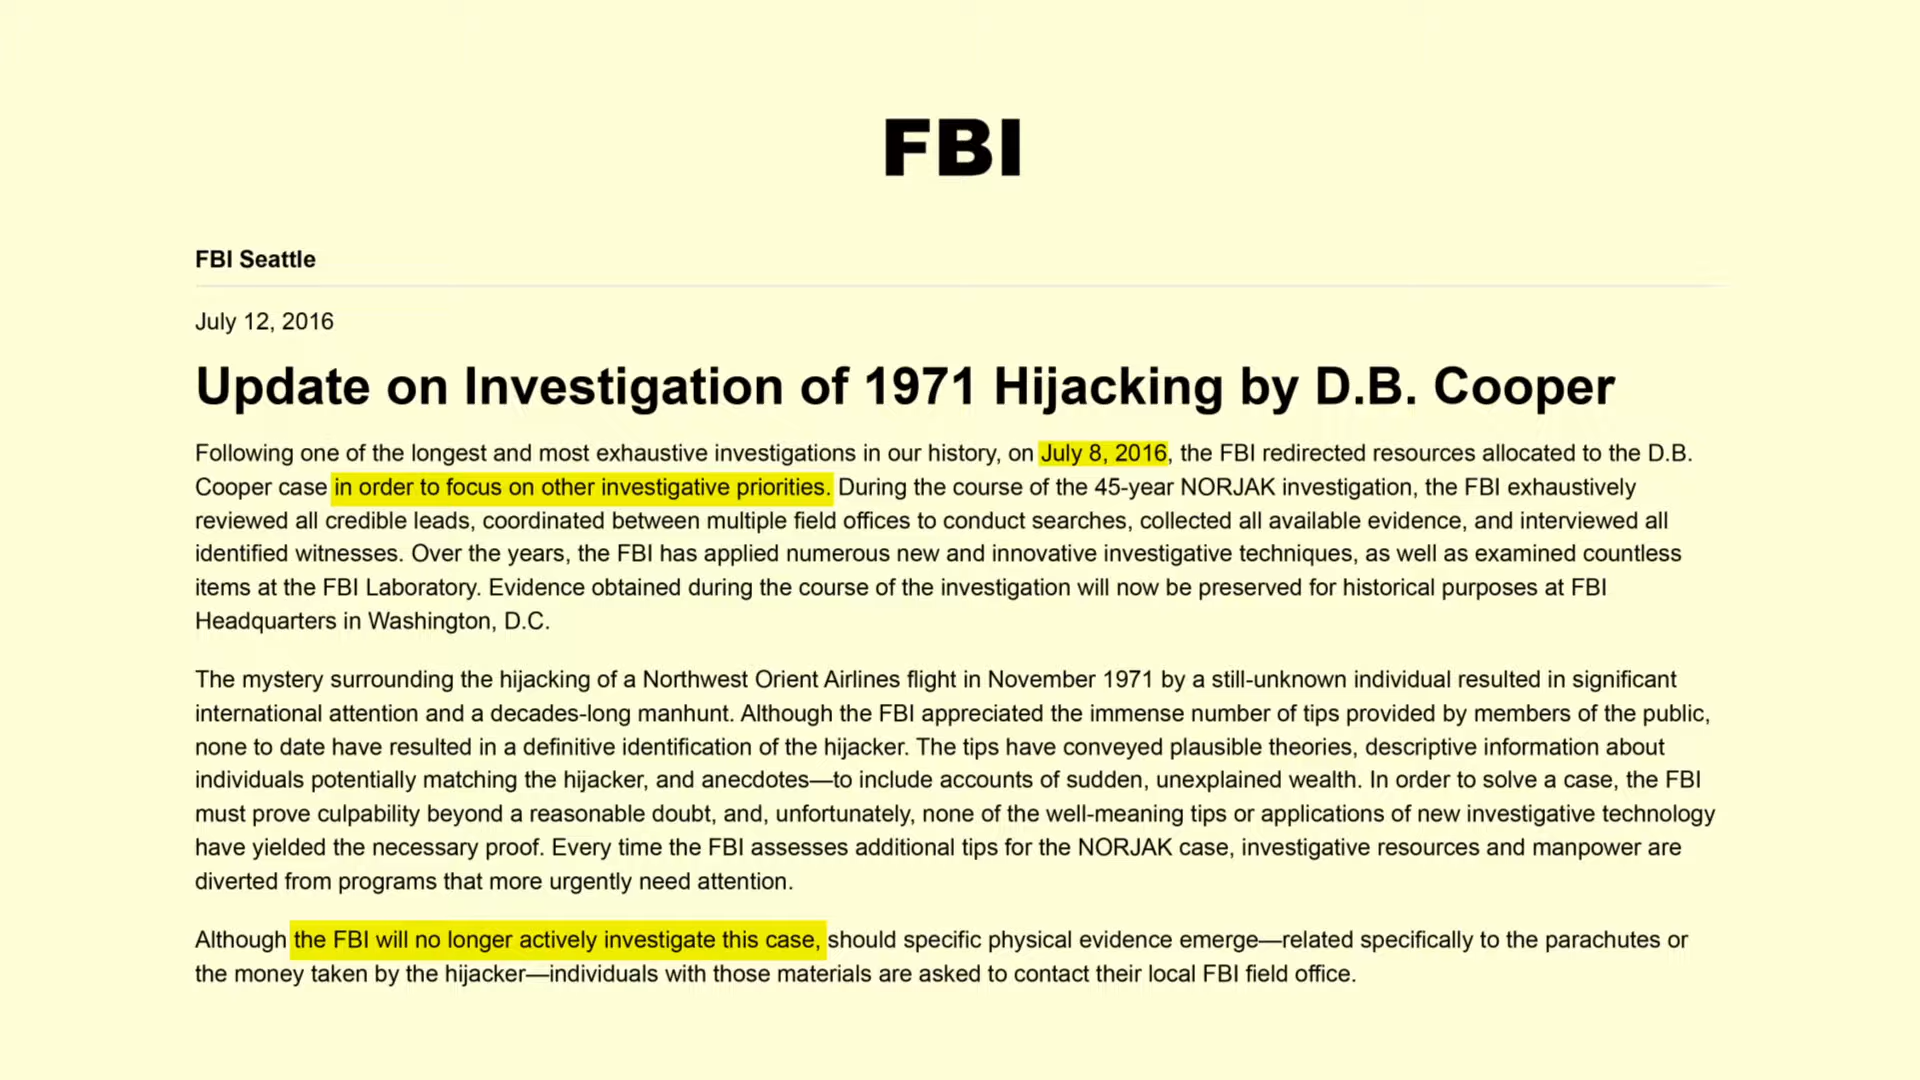 FBI
FBI Seattle
July 12, 2016
Update on Investigation of 1971 Hijacking by D.B. Cooper
Following one of the longest and most exhaustive investigations in our history, on July 8, 2016, the FBI redirected resources allocated to the D.B.
Cooper case in order to focus on other investigative priorities. During the course of the 45-year NORJAK investigation, the FBI exhaustively
reviewed all credible leads, coordinated between multiple field offices to conduct searches, collected all available evidence, and interviewed all
identified witnesses. Over the years, the FBI has applied numerous new and innovative investigative techniques, as well as examined countless
items at the FBI Laboratory. Evidence obtained during the course of the investigation will now be preserved for historical purposes at FBI
Headquarters in Washington, D.C.
The mystery surrounding the hijacking of a Northwest Orient Airlines flight in November 1971 by a still-unknown individual resulted in significant
international attention and a decades-long manhunt. Although the FBI appreciated the immense number of tips provided by members of the public,
none to date have resulted in a definitive identification of the hijacker. The tips have conveyed plausible theories, descriptive information about
individuals potentially matching the hijacker, and anecdotes—to include accounts of sudden, unexplained wealth. In order to solve a case, the FBI
must prove culpability beyond a reasonable doubt, and, unfortunately, none of the well-meaning tips or applications of new investigative technology
have yielded the necessary proof. Every time the FBI assesses additional tips for the NORJAK case, investigative resources and manpower are
diverted from programs that more urgently need attention.
Although the FBI will no longer actively investigate this case, should specific physical evidence emerge—related specifically to the parachutes or
the money taken by the hijacker—individuals with those materials are asked to contact their local FBI field office.